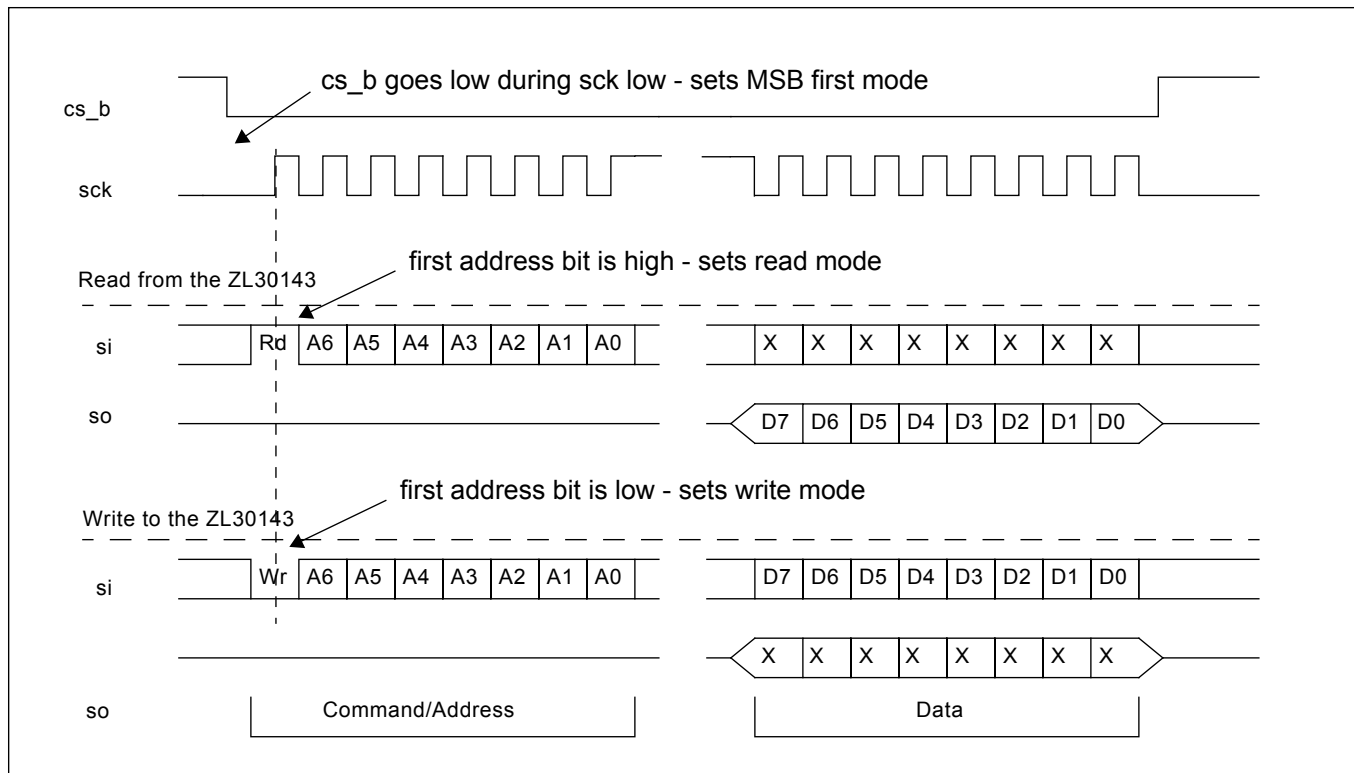 cs_b goes low during sck low - sets MSB first mode
cs_b
sck
first address bit is high - sets read mode
Read from the ZL30143
si Rd A6 A5 A4 A3 A2 A1 A0 X X X X X X X X
so D7 D6 D5 D4 D3 D2 D1 D0
first address bit is low - sets write mode
Write to the ZL30143
si Wr A6 A5 A4 A3 A2 A1 A0 D7 D6 D5 D4 D3 D2 D1 D0
X X X X X X X X
so Command/Address Data